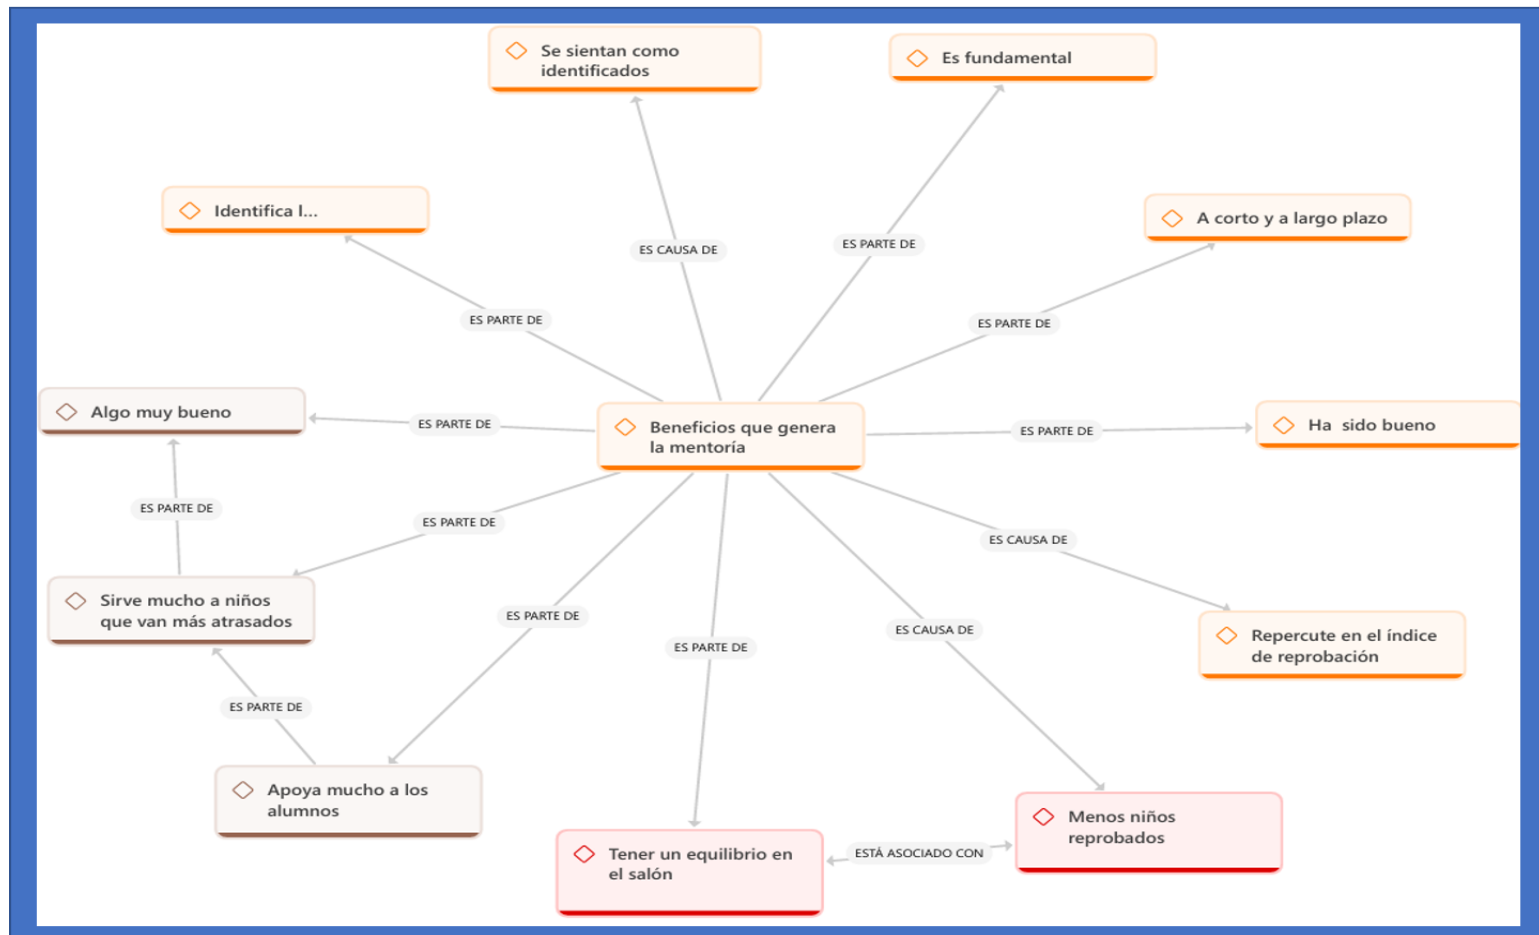 Se sientan como
identificados
Es fundamental
Identifica l...
A corto y a largo plazo
ES CAUSA DE
ES PARTE DE
ES PARTE DE
ES PARTE DE
Algo muy bueno
ES PARTE DE
Beneficios que genera
la mentoría
ES PARTE DE
Ha  sido bueno
ES PARTE DE
ES PARTE DE
ES CAUSA DE
Sirve mucho a niños
que van más atrasados
ES PARTE DE
ES CAUSA DE
ES PARTE DE
Repercute en el índice
de reprobación
ES PARTE DE
Apoya mucho a los
alumnos
Menos niños
reprobados
Tener un equilibrio en
el salón
ESTÁ ASOCIADO CON